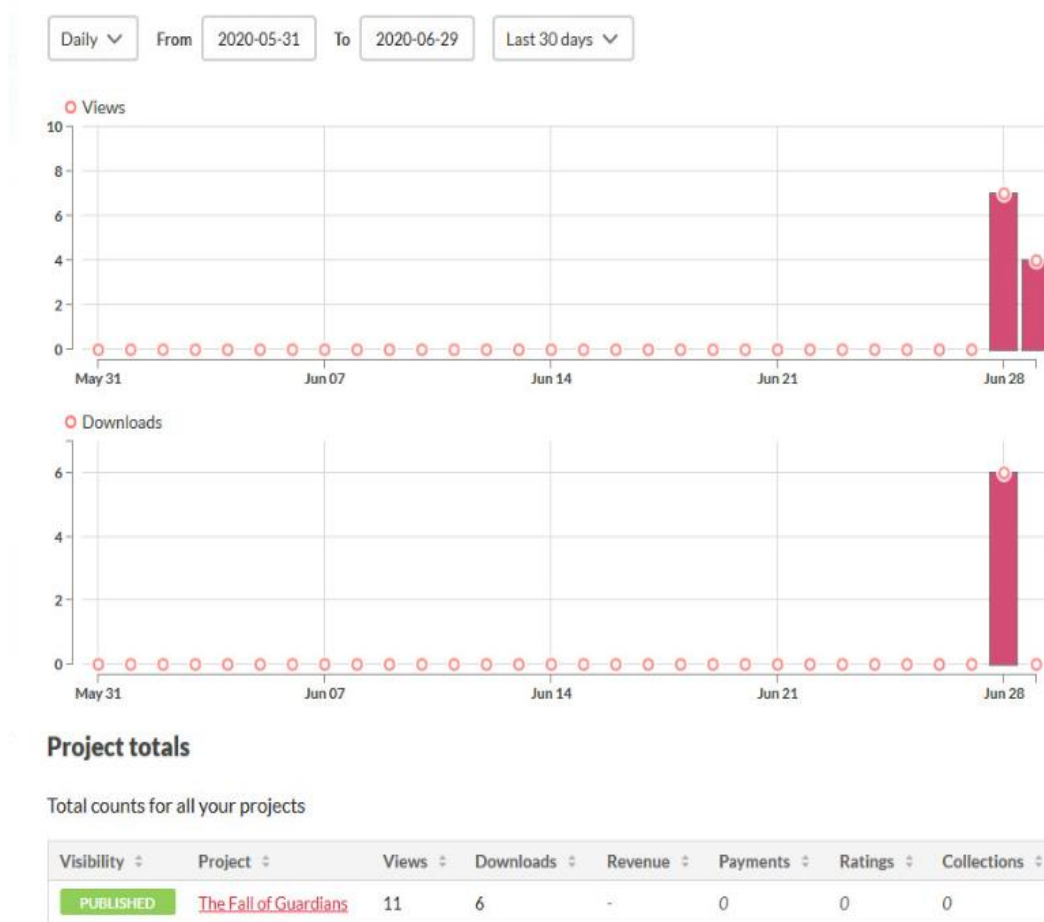 Daily From 2020-05-31 To 2020-06-29 Last 30 days
Views
10
8
6
4
2
0
May 31 Jun 07 Jun 14 Jun 21 Jun 28
Downloads
6
4
2
0
May 31 Jun 07 Jun 14 Jun 21 Jun 28
Project totals
Total counts for all your projects
Visibility Project Views Downloads Revenue Payments Ratings Collections
PUBLISHED The Fall of Guardians 11 6 - 0 0 0